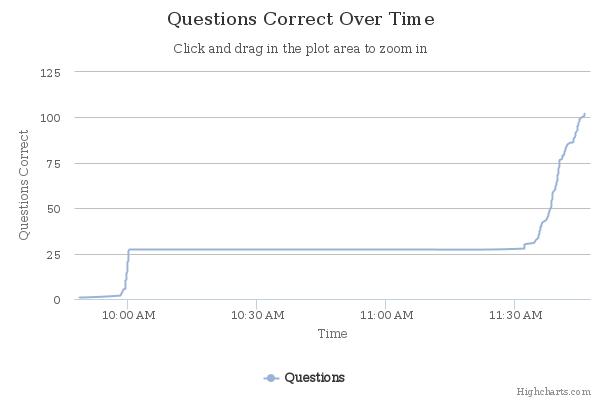 Questions Correct Over Time
Click and drag in the plot area to zoom in
Questions Correct
125
100
75
50
25
0
10:00 AM 10:30 AM 11:00 AM 11:30 AM
Time
Questions
Highcharts.com